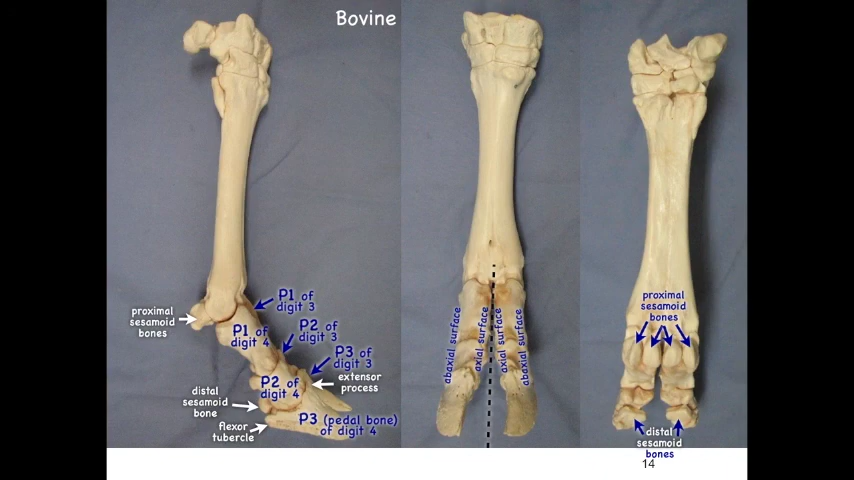 Bovine
P1 of
digit 3
proximal
sesamoid
bones
P1 of
digit 4
P2 of
digit 3
P3 of
digit 3
extensor
process
P2 of
digit 4
distal
sesamoid
bone
flexor
tubercle
P3 (pedal bone)
of digit 4
abaxial surface
axial surface
axial surface
abaxial surface
proximal
sesamoid
bones
distal
sesamoid
bones
14